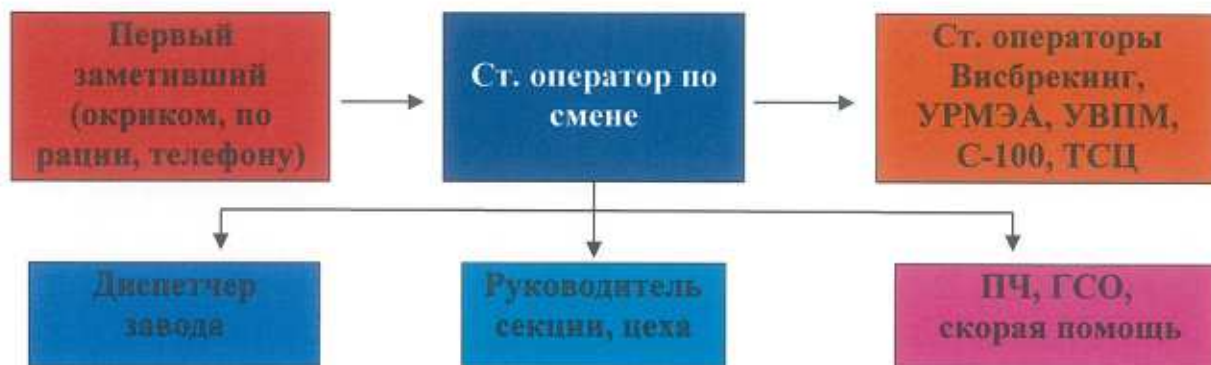 Первый
заметивший
(окриком, по
рации, телефону)
Ст. оператор по
смене
Ст. операторы
Висбрекинг,
УРМЭА, УВПМ,
С-100, ТСЦ
Диспетчер
завода
Руководитель
секции, цеха
ПЧ, ГСО,
скорая помощь